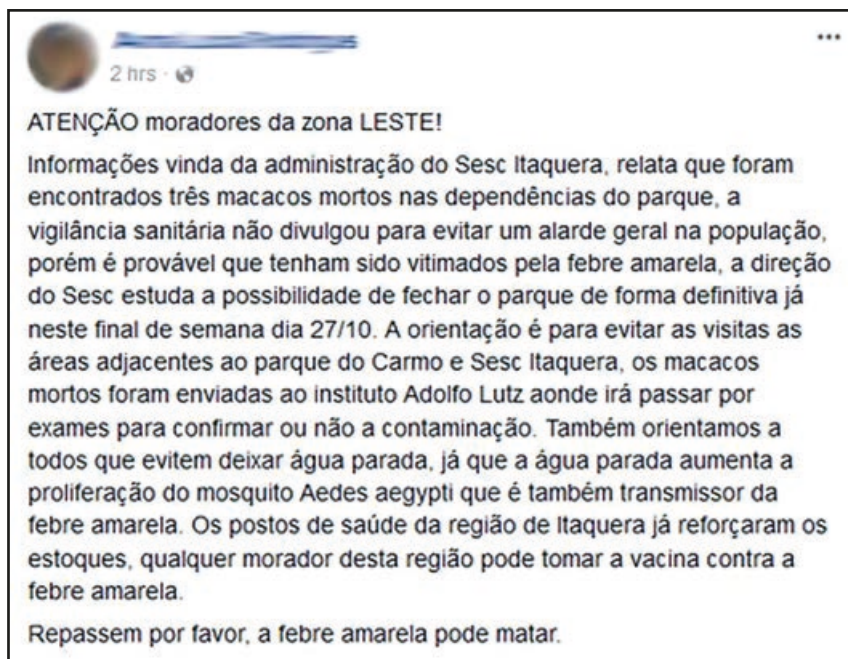 2 hrs ·
ATENÇÃO moradores da zona LESTE!
Informações vinda da administração do Sesc Itaquera, relata que foram
encontrados três macacos mortos nas dependências do parque, a
vigilância sanitária não divulgou para evitar um alarde geral na população,
porém é provável que tenham sido vitimados pela febre amarela, a direção
do Sesc estuda a possibilidade de fechar o parque de forma definitiva já
neste final de semana dia 27/10. A orientação é para evitar as visitas as
áreas adjacentes ao parque do Carmo e Sesc Itaquera, os macacos
mortos foram enviadas ao instituto Adolfo Lutz aonde irá passar por
exames para confirmar ou não a contaminação. Também orientamos a
todos que evitem deixar água parada, já que a água parada aumenta a
proliferação do mosquito Aedes aegypti que é também transmissor da
febre amarela. Os postos de saúde da região de Itaquera já reforçaram os
estoques, qualquer morador desta região pode tomar a vacina contra a
febre amarela.
Repassem por favor, a febre amarela pode matar.